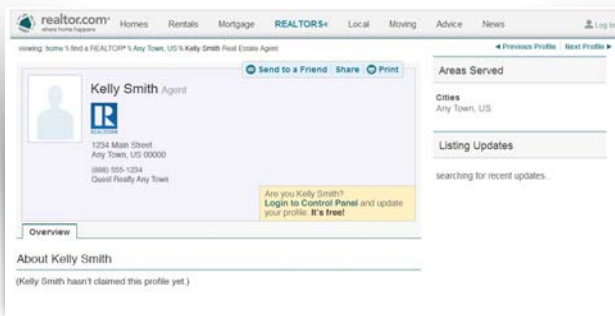 realtor.com®
where home happens
Homes Rentals Mortgage REALTORS® Local Moving Advice News Log In
viewing: home \ find a REALTOR® \ Any Town, US \ Kelly Smith Real Estate Agent
Previous Profile Next Profile
Send to a Friend Share Print
Kelly Smith Agent
R
REALTOR®
1234 Main Street
Any Town, US 00000
(888) 555-1234
Quest Realty Any Town
Are you Kelly Smith?
Login to Control Panel and update
your profile. It's free!
Overview
About Kelly Smith
(Kelly Smith hasn't claimed this profile yet.)
Areas Served
Cities
Any Town, US
Listing Updates
searching for recent updates...